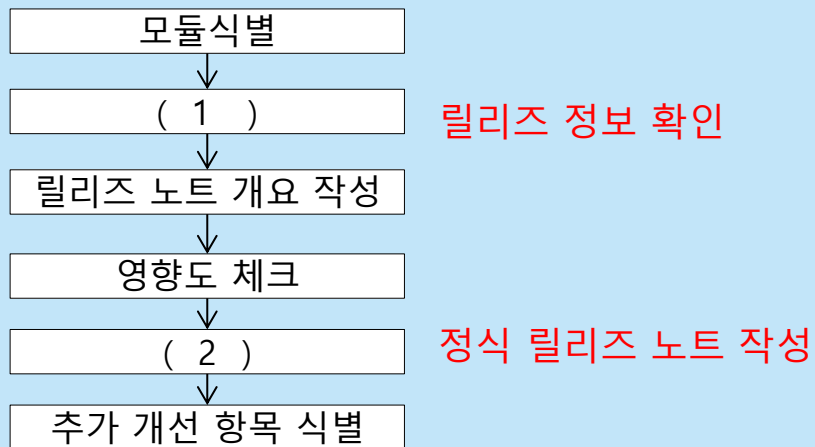 모듈식별
( 1 )
릴리즈 정보 확인
릴리즈 노트 개요 작성
영향도 체크
( 2 )
정식 릴리즈 노트 작성
추가 개선 항목 식별